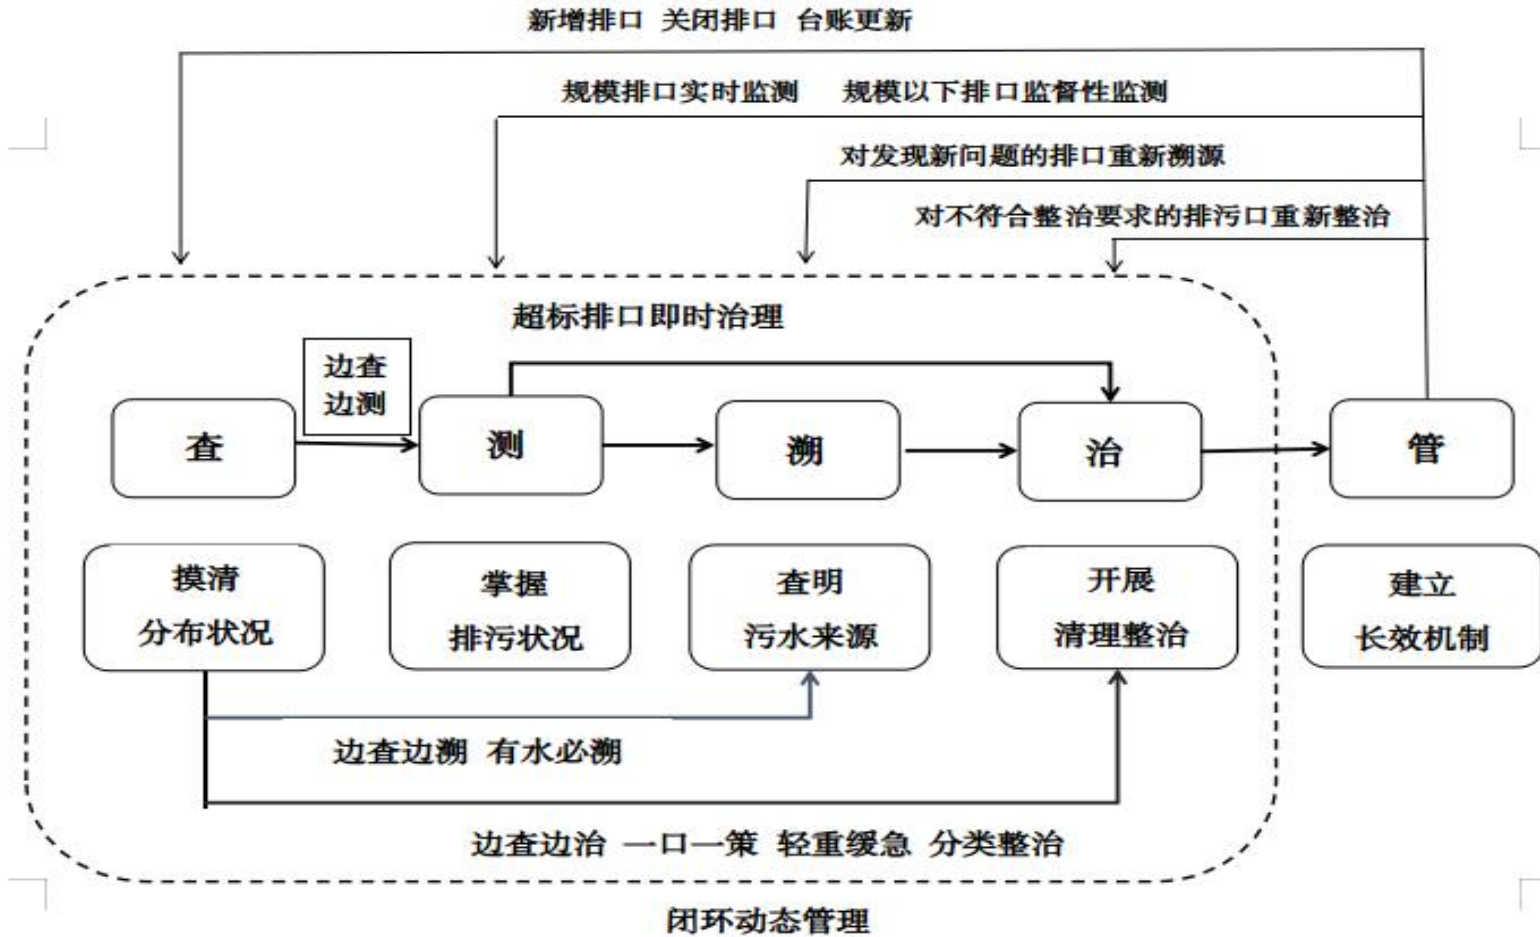 新增排口 关闭排口 台账更新
规模排口实时监测 规模以下排口监督性监测
对发现新问题的排口重新溯源
对不符合整治要求的排污口重新整治
超标排口即时治理
边查
边测
查
测
溯
治
管
摸清
分布状况
掌握
排污状况
查明
污水来源
开展
清理整治
建立
长效机制
边查边溯 有水必溯
边查边治 一口一策 轻重缓急 分类整治
闭环动态管理